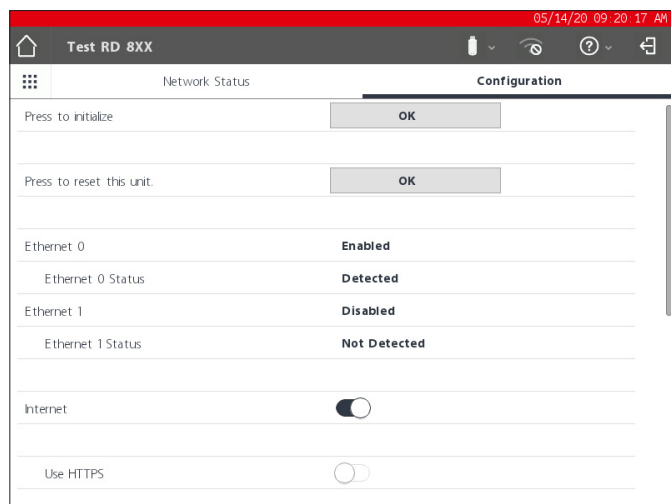 05/14/20 09:20:17 AM
Test RD 8XX
Network Status
Configuration
Press to initialize
OK
Press to reset this unit.
OK
Ethernet 0
Enabled
Ethernet 0 Status
Detected
Ethernet 1
Disabled
Ethernet 1 Status
Not Detected
Internet
Use HTTPS